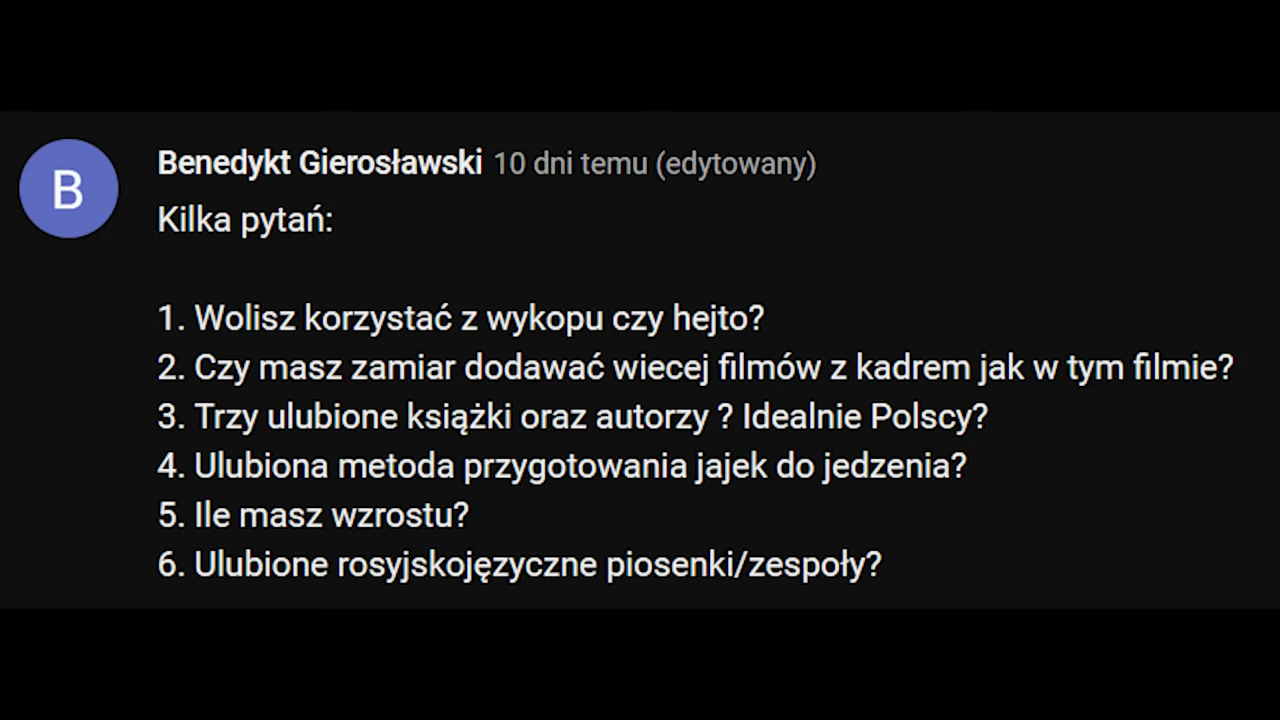 B
Benedykt Gierosławski 10 dni temu (edytowany)
Kilka pytań:
1. Wolisz korzystać z wykopu czy hejto?
2. Czy masz zamiar dodawać wiecej filmów z kadrem jak w tym filmie?
3. Trzy ulubione książki oraz autorzy ? Idealnie Polscy?
4. Ulubiona metoda przygotowania jajek do jedzenia?
5. Ile masz wzrostu?
6. Ulubione rosyjskojęzyczne piosenki/zespoły?